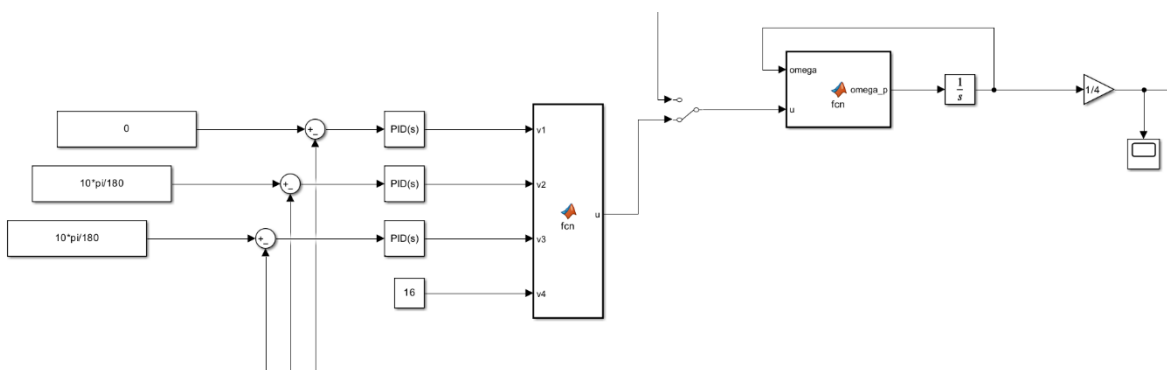 omega
omega_p
u
fcn
1
s
1/4
0
+
−
PID(s)
v1
10*pi/180
+
−
PID(s)
v2
fcn
u
10*pi/180
+
−
PID(s)
v3
16
v4